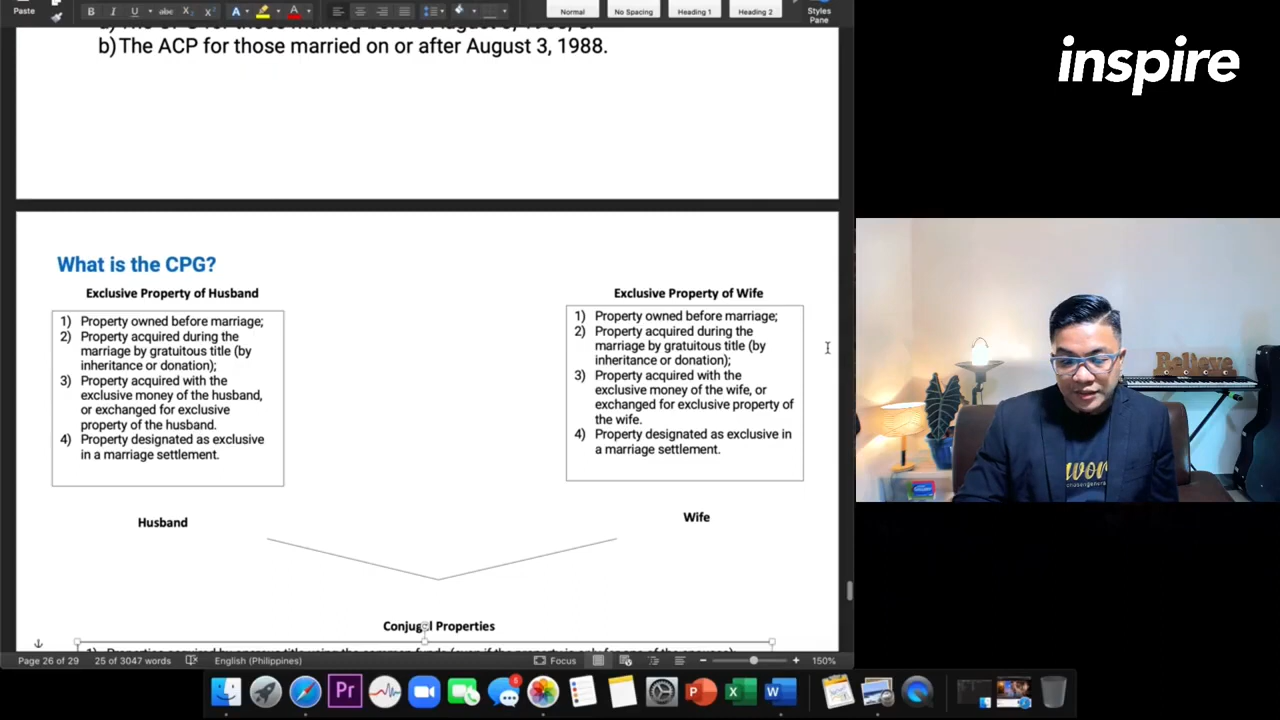 Paste
B I U abc X₂ X² A A
Normal
No Spacing
Heading 1
Heading 2
Styles
Pane
inspire
b) The ACP for those married on or after August 3, 1988.
What is the CPG?
Exclusive Property of Husband
1) Property owned before marriage;
2) Property acquired during the
marriage by gratuitous title (by
inheritance or donation);
3) Property acquired with the
exclusive money of the husband,
or exchanged for exclusive
property of the husband.
4) Property designated as exclusive
in a marriage settlement.
Exclusive Property of Wife
1) Property owned before marriage;
2) Property acquired during the
marriage by gratuitous title (by
inheritance or donation);
3) Property acquired with the
exclusive money of the wife, or
exchanged for exclusive property of
the wife.
4) Property designated as exclusive in
a marriage settlement.
Husband
Wife
Conjugal Properties
Believe
Page 26 of 29
25 of 3047 words
English (Philippines)
Focus
150%
Pr
8
P
X
W